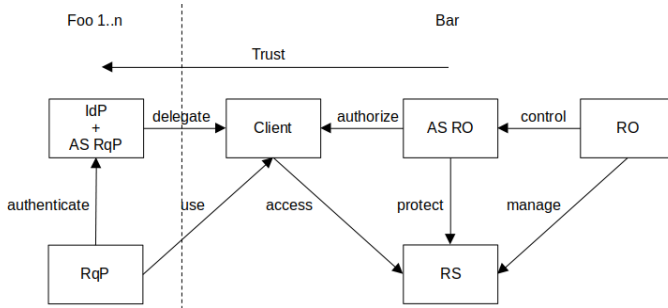 Foo 1..n
Bar
Trust
IdP
+
AS RqP
delegate
Client
authorize
AS RO
control
RO
authenticate
use
access
protect
manage
RqP
RS